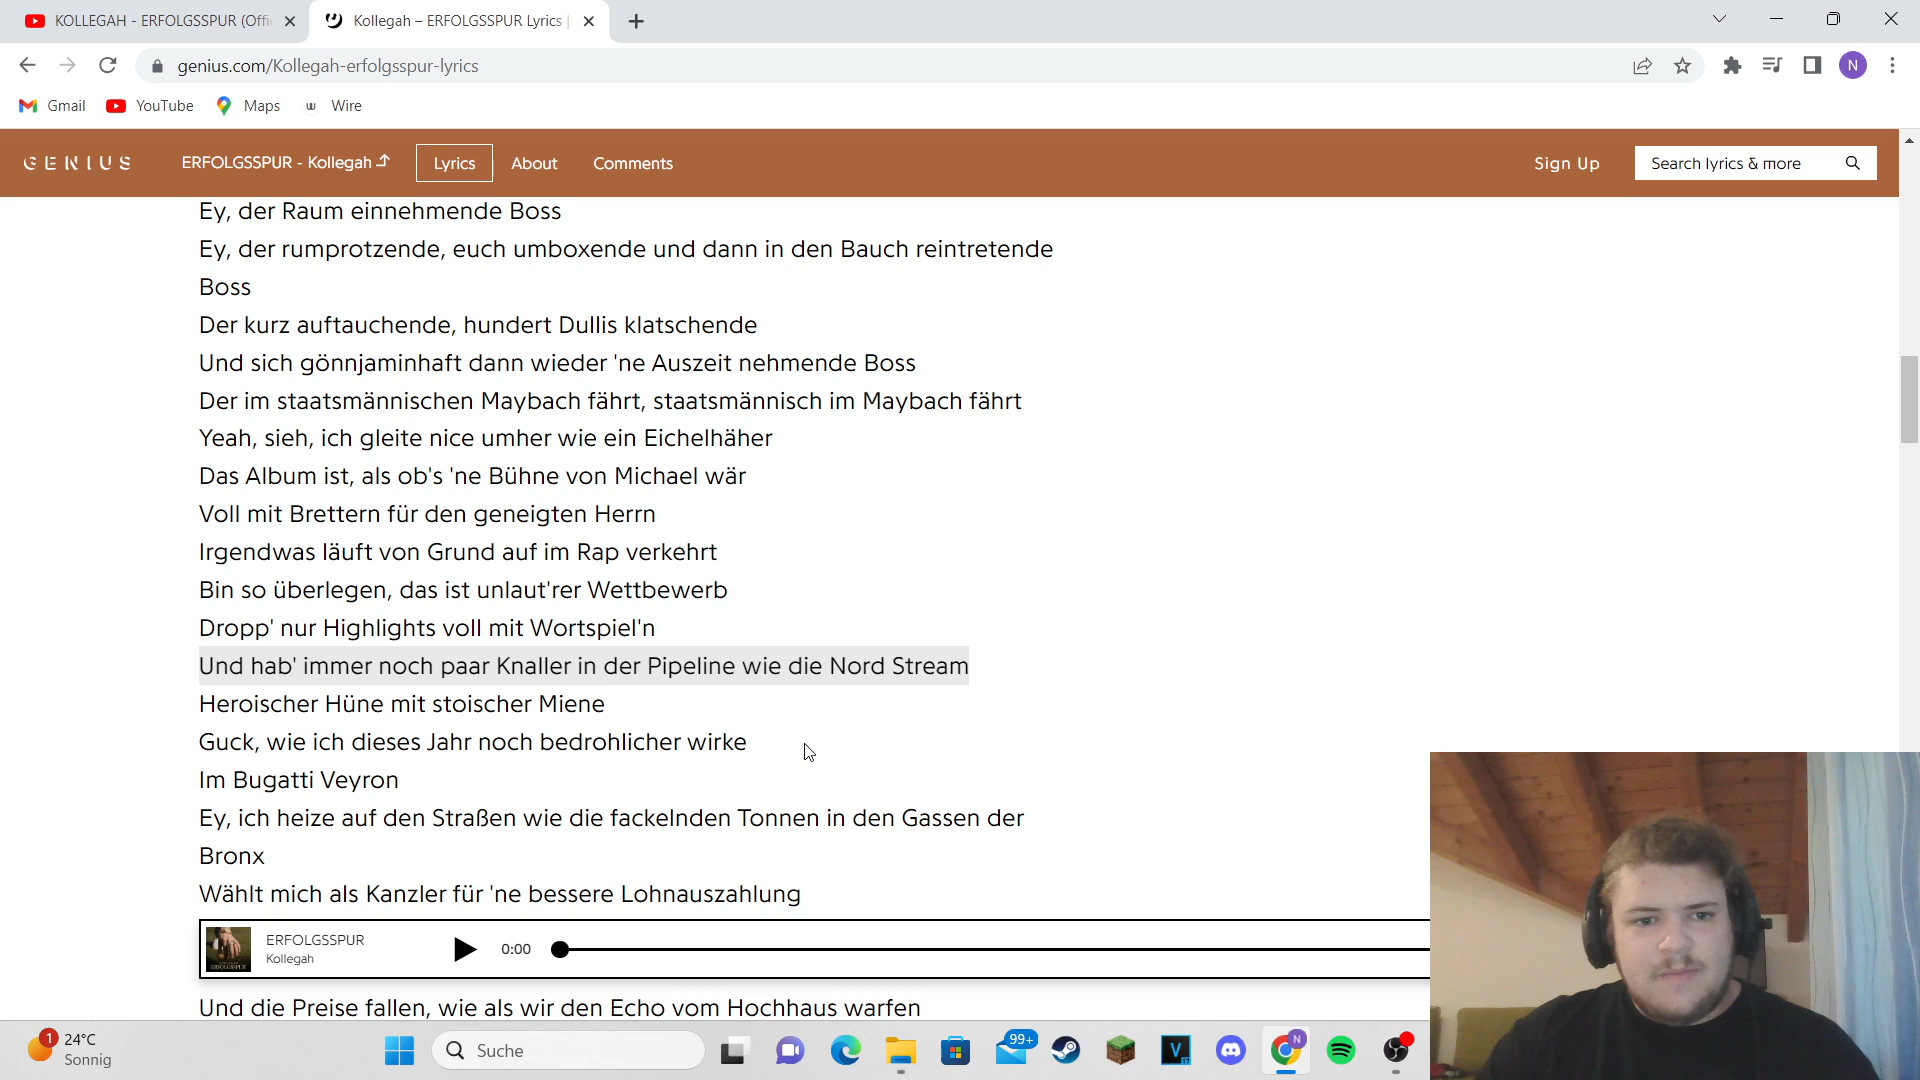 KOLLEGAH - ERFOLGSSPUR (Offi
Kollegah – ERFOLGSSPUR Lyrics |
genius.com/Kollegah-erfolgsspur-lyrics
N
Gmail YouTube Maps Wire
GENIUS ERFOLGSSPUR - Kollegah Lyrics About Comments Sign Up Search lyrics & more
Ey, der Raum einnehmende Boss
Ey, der rumprotzende, euch umboxende und dann in den Bauch reintretende
Boss
Der kurz auftauchende, hundert Dullis klatschende
Und sich gönnjaminhaft dann wieder 'ne Auszeit nehmende Boss
Der im staatsmännischen Maybach fährt, staatsmännisch im Maybach fährt
Yeah, sieh, ich gleite nice umher wie ein Eichelhäher
Das Album ist, als ob's 'ne Bühne von Michael wär
Voll mit Brettern für den geneigten Herrn
Irgendwas läuft von Grund auf im Rap verkehrt
Bin so überlegen, das ist unlaut'rer Wettbewerb
Dropp' nur Highlights voll mit Wortspiel'n
Und hab' immer noch paar Knaller in der Pipeline wie die Nord Stream
Heroischer Hüne mit stoischer Miene
Guck, wie ich dieses Jahr noch bedrohlicher wirke
Im Bugatti Veyron
Ey, ich heize auf den Straßen wie die fackelnden Tonnen in den Gassen der
Bronx
Wählt mich als Kanzler für 'ne bessere Lohnauszahlung
ERFOLGSSPUR
Kollegah
0:00
Und die Preise fallen, wie als wir den Echo vom Hochhaus warfen
1
24°C
Sonnig
Suche
99+
V
N